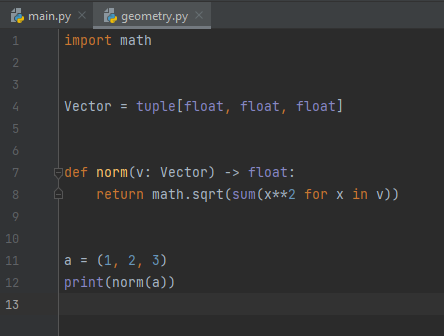 main.py geometry.py
1 import math
2
3
4 Vector = tuple[float, float, float]
5
6
7 def norm(v: Vector) -> float:
8     return math.sqrt(sum(x**2 for x in v))
9
10
11 a = (1, 2, 3)
12 print(norm(a))
13